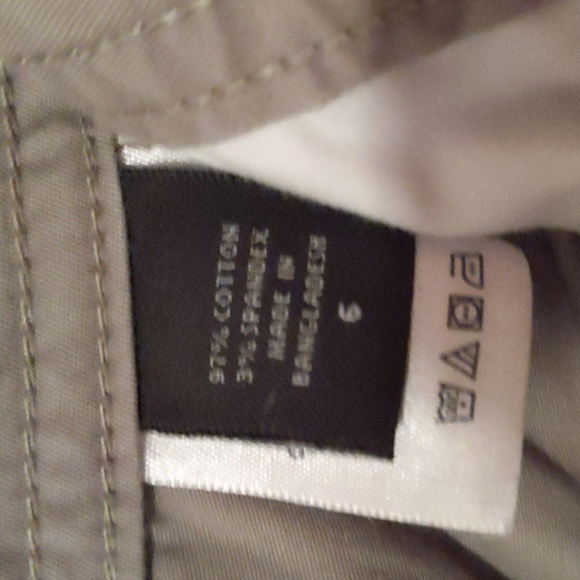 97% COTTON
3% SPANDEX
MADE IN
BANGLADESH
6